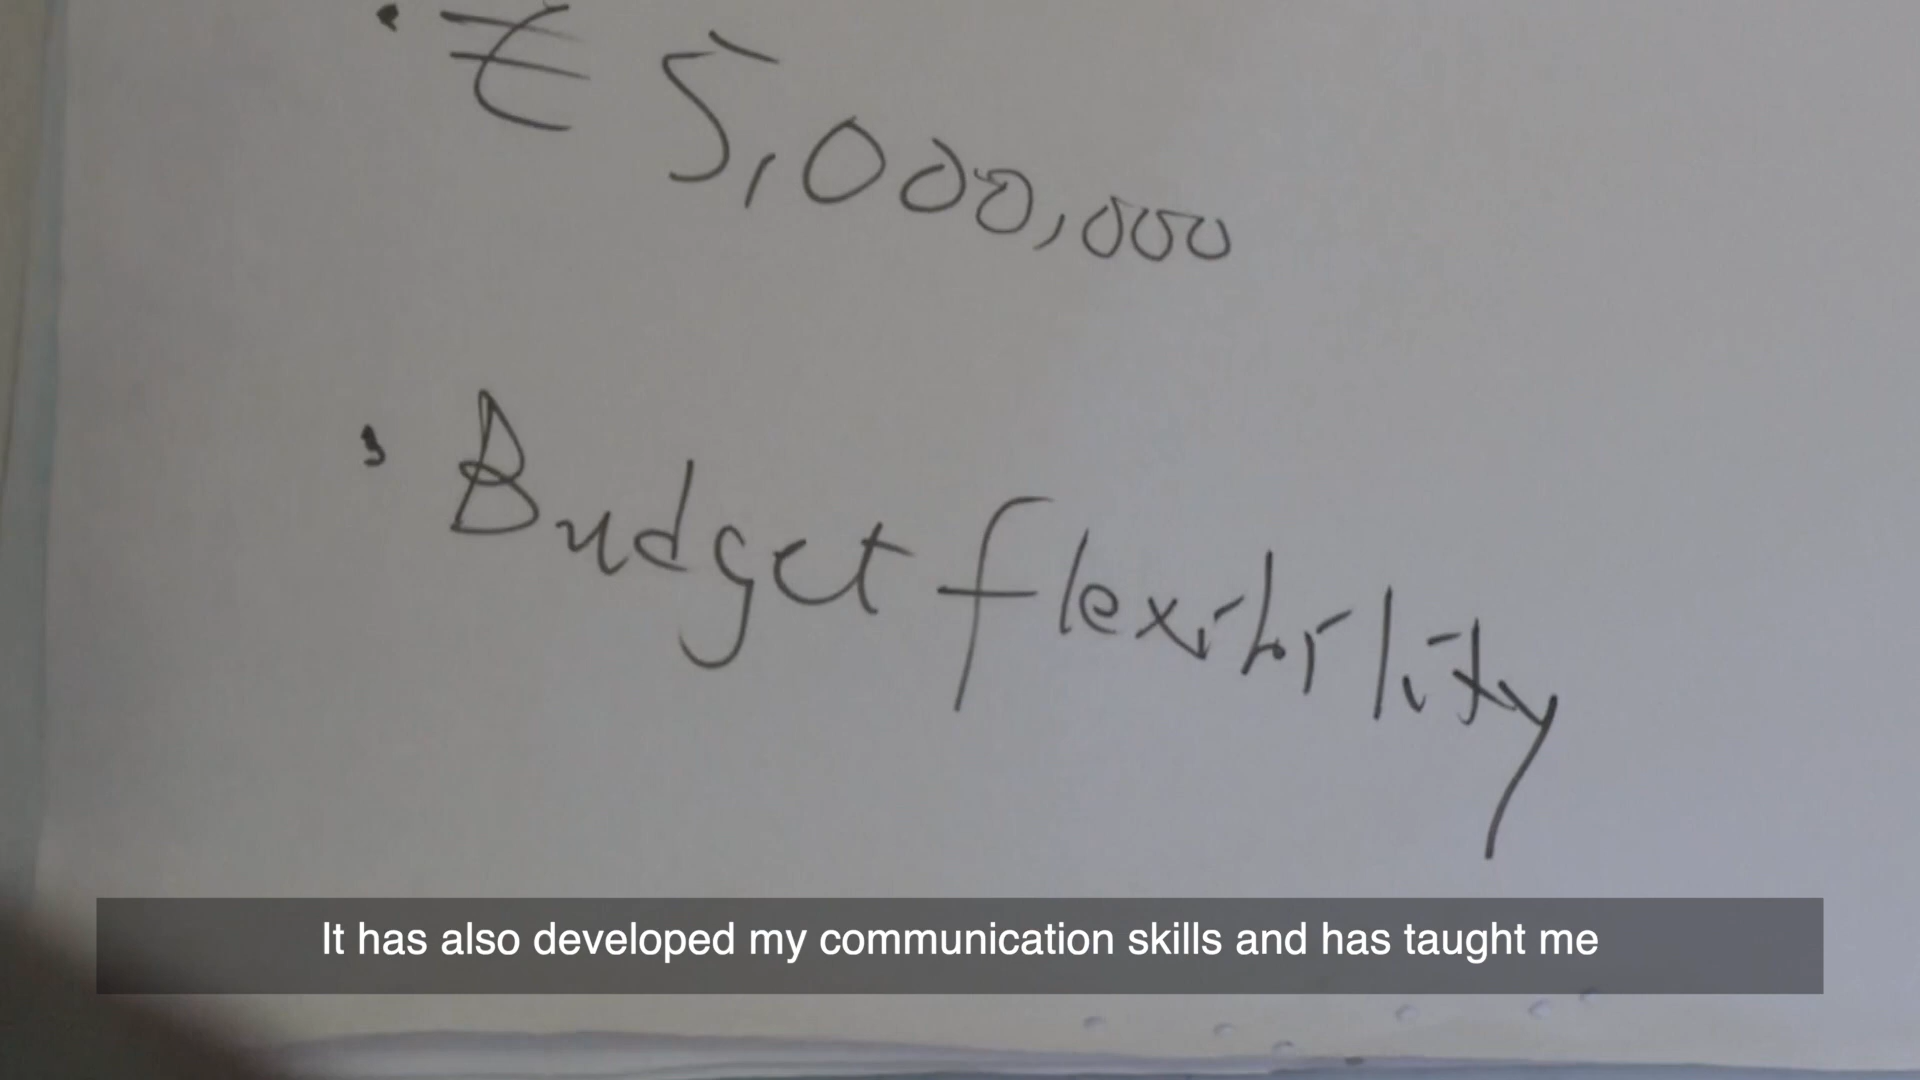 • € 5,000,000
• Budget flexibility
It has also developed my communication skills and has taught me